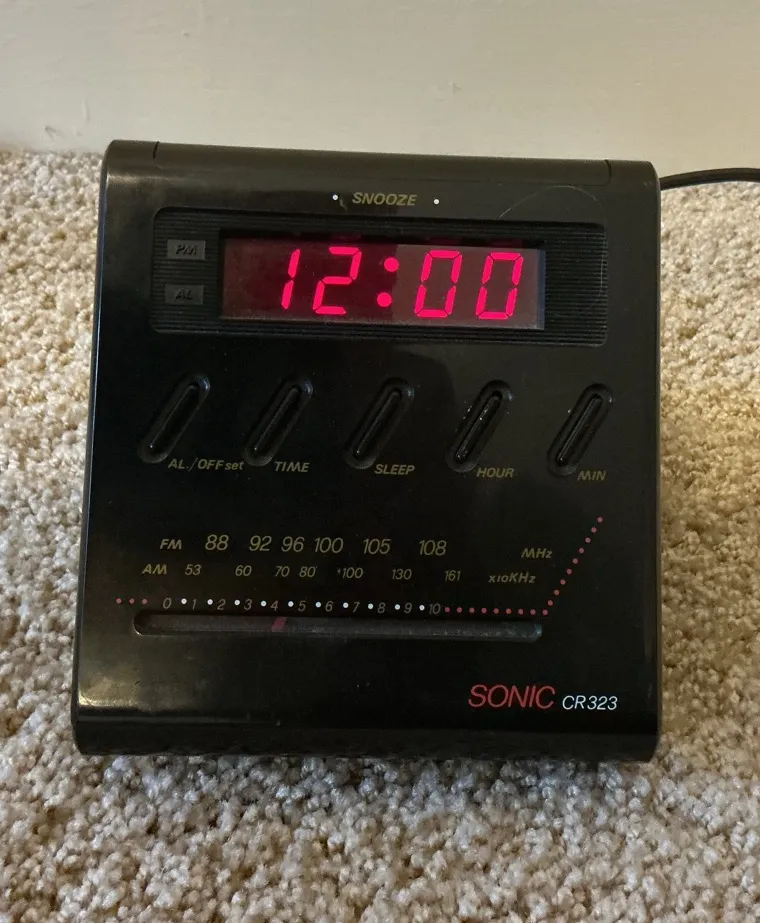 SNOOZE
PM
12:00
AL
AL./OFF set TIME SLEEP HOUR MIN
FM 88 92 96 100 105 108 MHz
AM 53 60 70 80 100 130 161 x10KHz
0 1 2 3 4 5 6 7 8 9 10
SONIC CR323